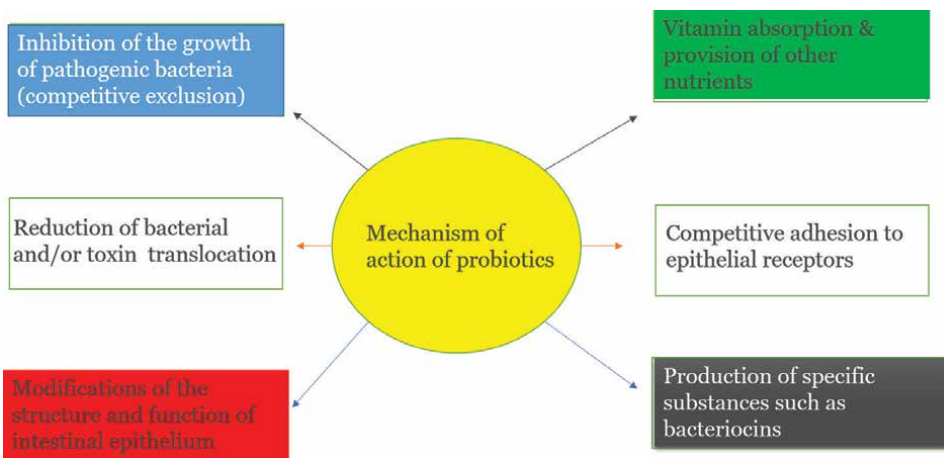 Inhibition of the growth
of pathogenic bacteria
(competitive exclusion)
Vitamin absorption &
provision of other
nutrients
Reduction of bacterial
and/or toxin translocation
Mechanism of
action of probiotics
Competitive adhesion to
epithelial receptors
Modifications of the
structure and function of
intestinal epithelium
Production of specific
substances such as
bacteriocins